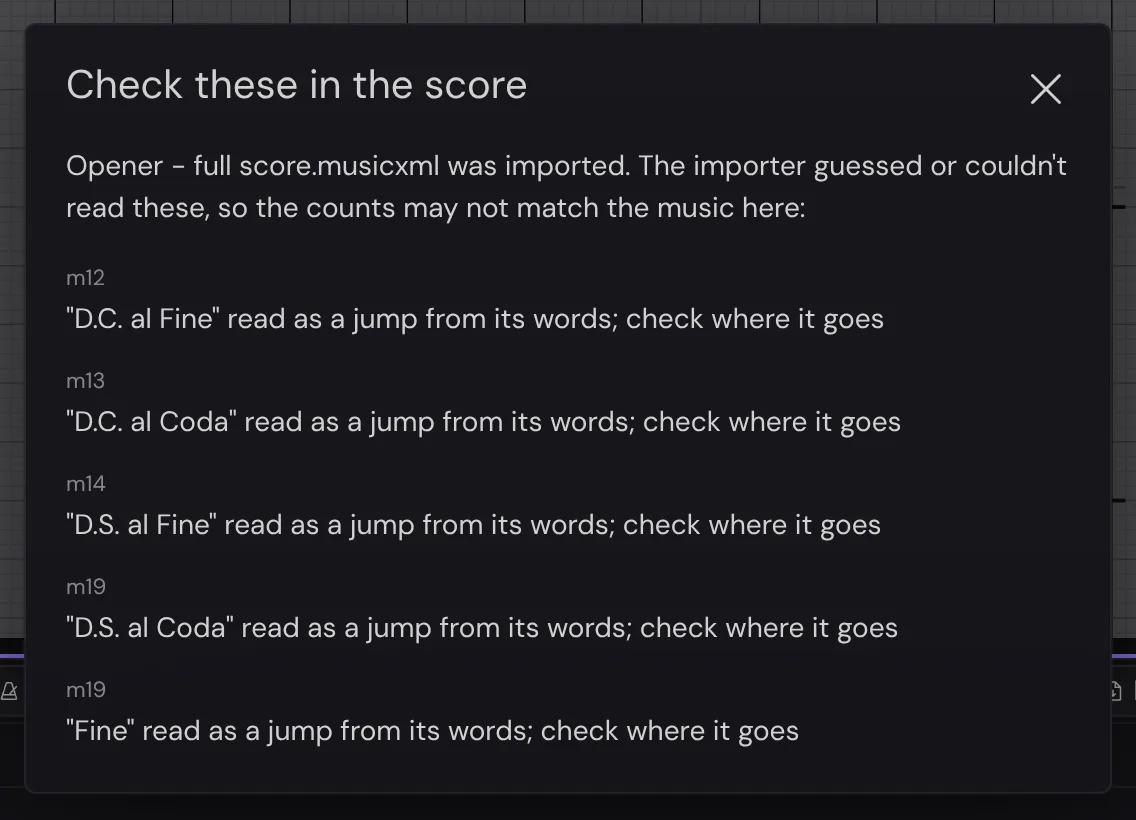 Check these in the score
Opener - full score.musicxml was imported. The importer guessed or couldn't
read these, so the counts may not match the music here:
m12
"D.C. al Fine" read as a jump from its words; check where it goes
m13
"D.C. al Coda" read as a jump from its words; check where it goes
m14
"D.S. al Fine" read as a jump from its words; check where it goes
m19
"D.S. al Coda" read as a jump from its words; check where it goes
m19
"Fine" read as a jump from its words; check where it goes